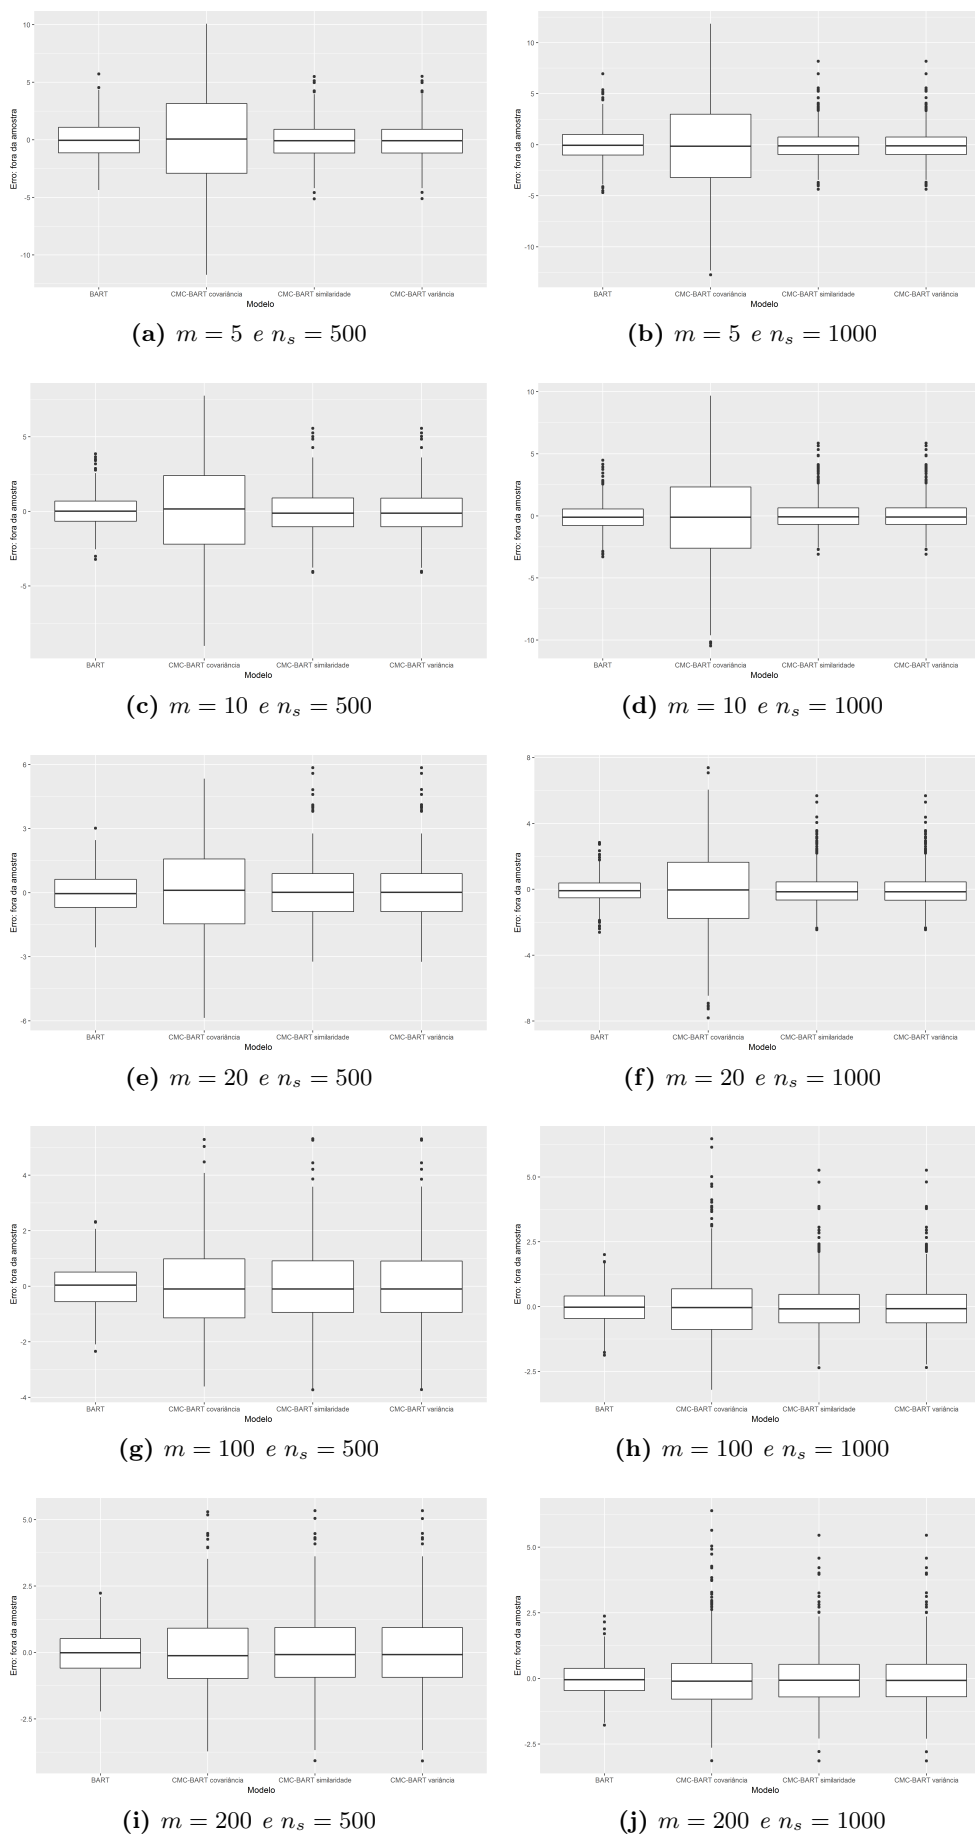 10
5
0
-5
-10
Erro: fora da amostra
BART
CMC-BART covariância
CMC-BART similaridade
CMC-BART variância
Modelo
(a) m = 5 e nₛ = 500
10
5
0
-5
-10
Erro: fora da amostra
BART
CMC-BART covariância
CMC-BART similaridade
CMC-BART variância
Modelo
(b) m = 5 e nₛ = 1000
5
0
-5
Erro: fora da amostra
BART
CMC-BART covariância
CMC-BART similaridade
CMC-BART variância
Modelo
(c) m = 10 e nₛ = 500
10
5
0
-5
-10
Erro: fora da amostra
BART
CMC-BART covariância
CMC-BART similaridade
CMC-BART variância
Modelo
(d) m = 10 e nₛ = 1000
6
3
0
-3
-6
Erro: fora da amostra
BART
CMC-BART covariância
CMC-BART similaridade
CMC-BART variância
Modelo
(e) m = 20 e nₛ = 500
8
4
0
-4
-8
Erro: fora da amostra
BART
CMC-BART covariância
CMC-BART similaridade
CMC-BART variância
Modelo
(f) m = 20 e nₛ = 1000
4
2
0
-2
-4
Erro: fora da amostra
BART
CMC-BART covariância
CMC-BART similaridade
CMC-BART variância
Modelo
(g) m = 100 e nₛ = 500
5.0
2.5
0.0
-2.5
Erro: fora da amostra
BART
CMC-BART covariância
CMC-BART similaridade
CMC-BART variância
Modelo
(h) m = 100 e nₛ = 1000
5.0
2.5
0.0
-2.5
Erro: fora da amostra
BART
CMC-BART covariância
CMC-BART similaridade
CMC-BART variância
Modelo
(i) m = 200 e nₛ = 500
5.0
2.5
0.0
-2.5
Erro: fora da amostra
BART
CMC-BART covariância
CMC-BART similaridade
CMC-BART variância
Modelo
(j) m = 200 e nₛ = 1000